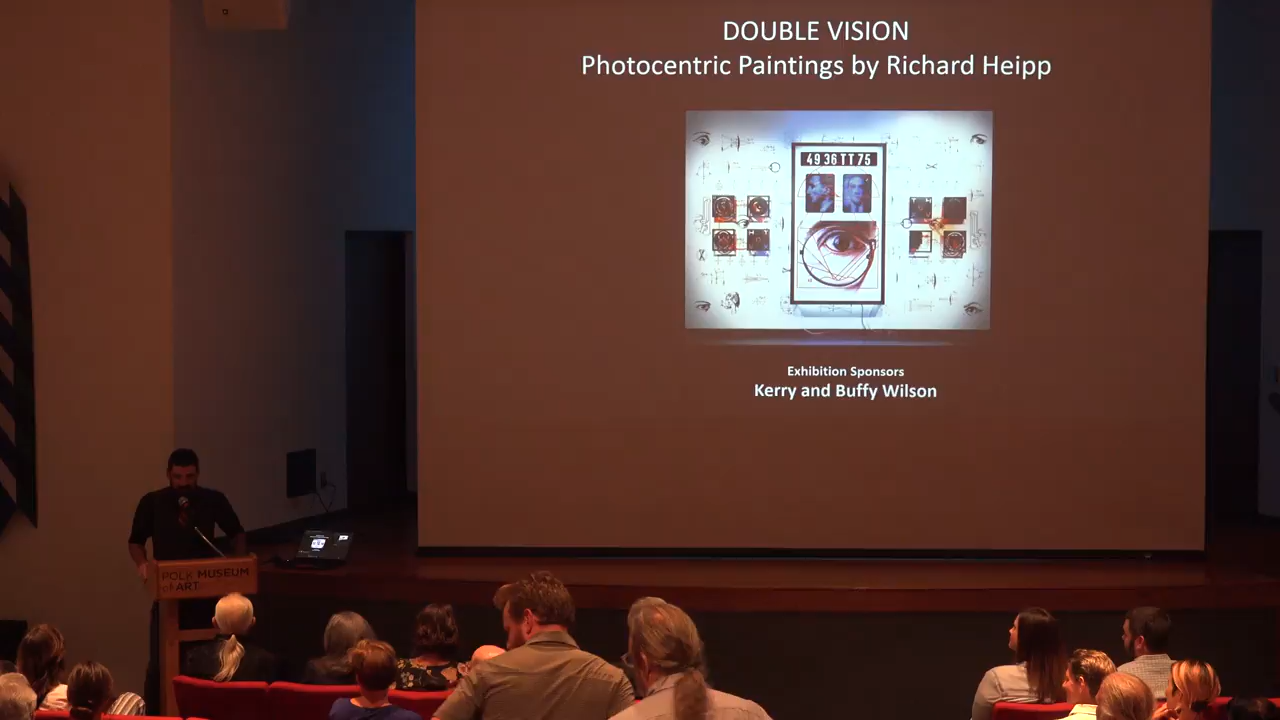 DOUBLE VISION
Photocentric Paintings by Richard Heipp
49 36 TT 75
Exhibition Sponsors
Kerry and Buffy Wilson
POLK MUSEUM
of ART